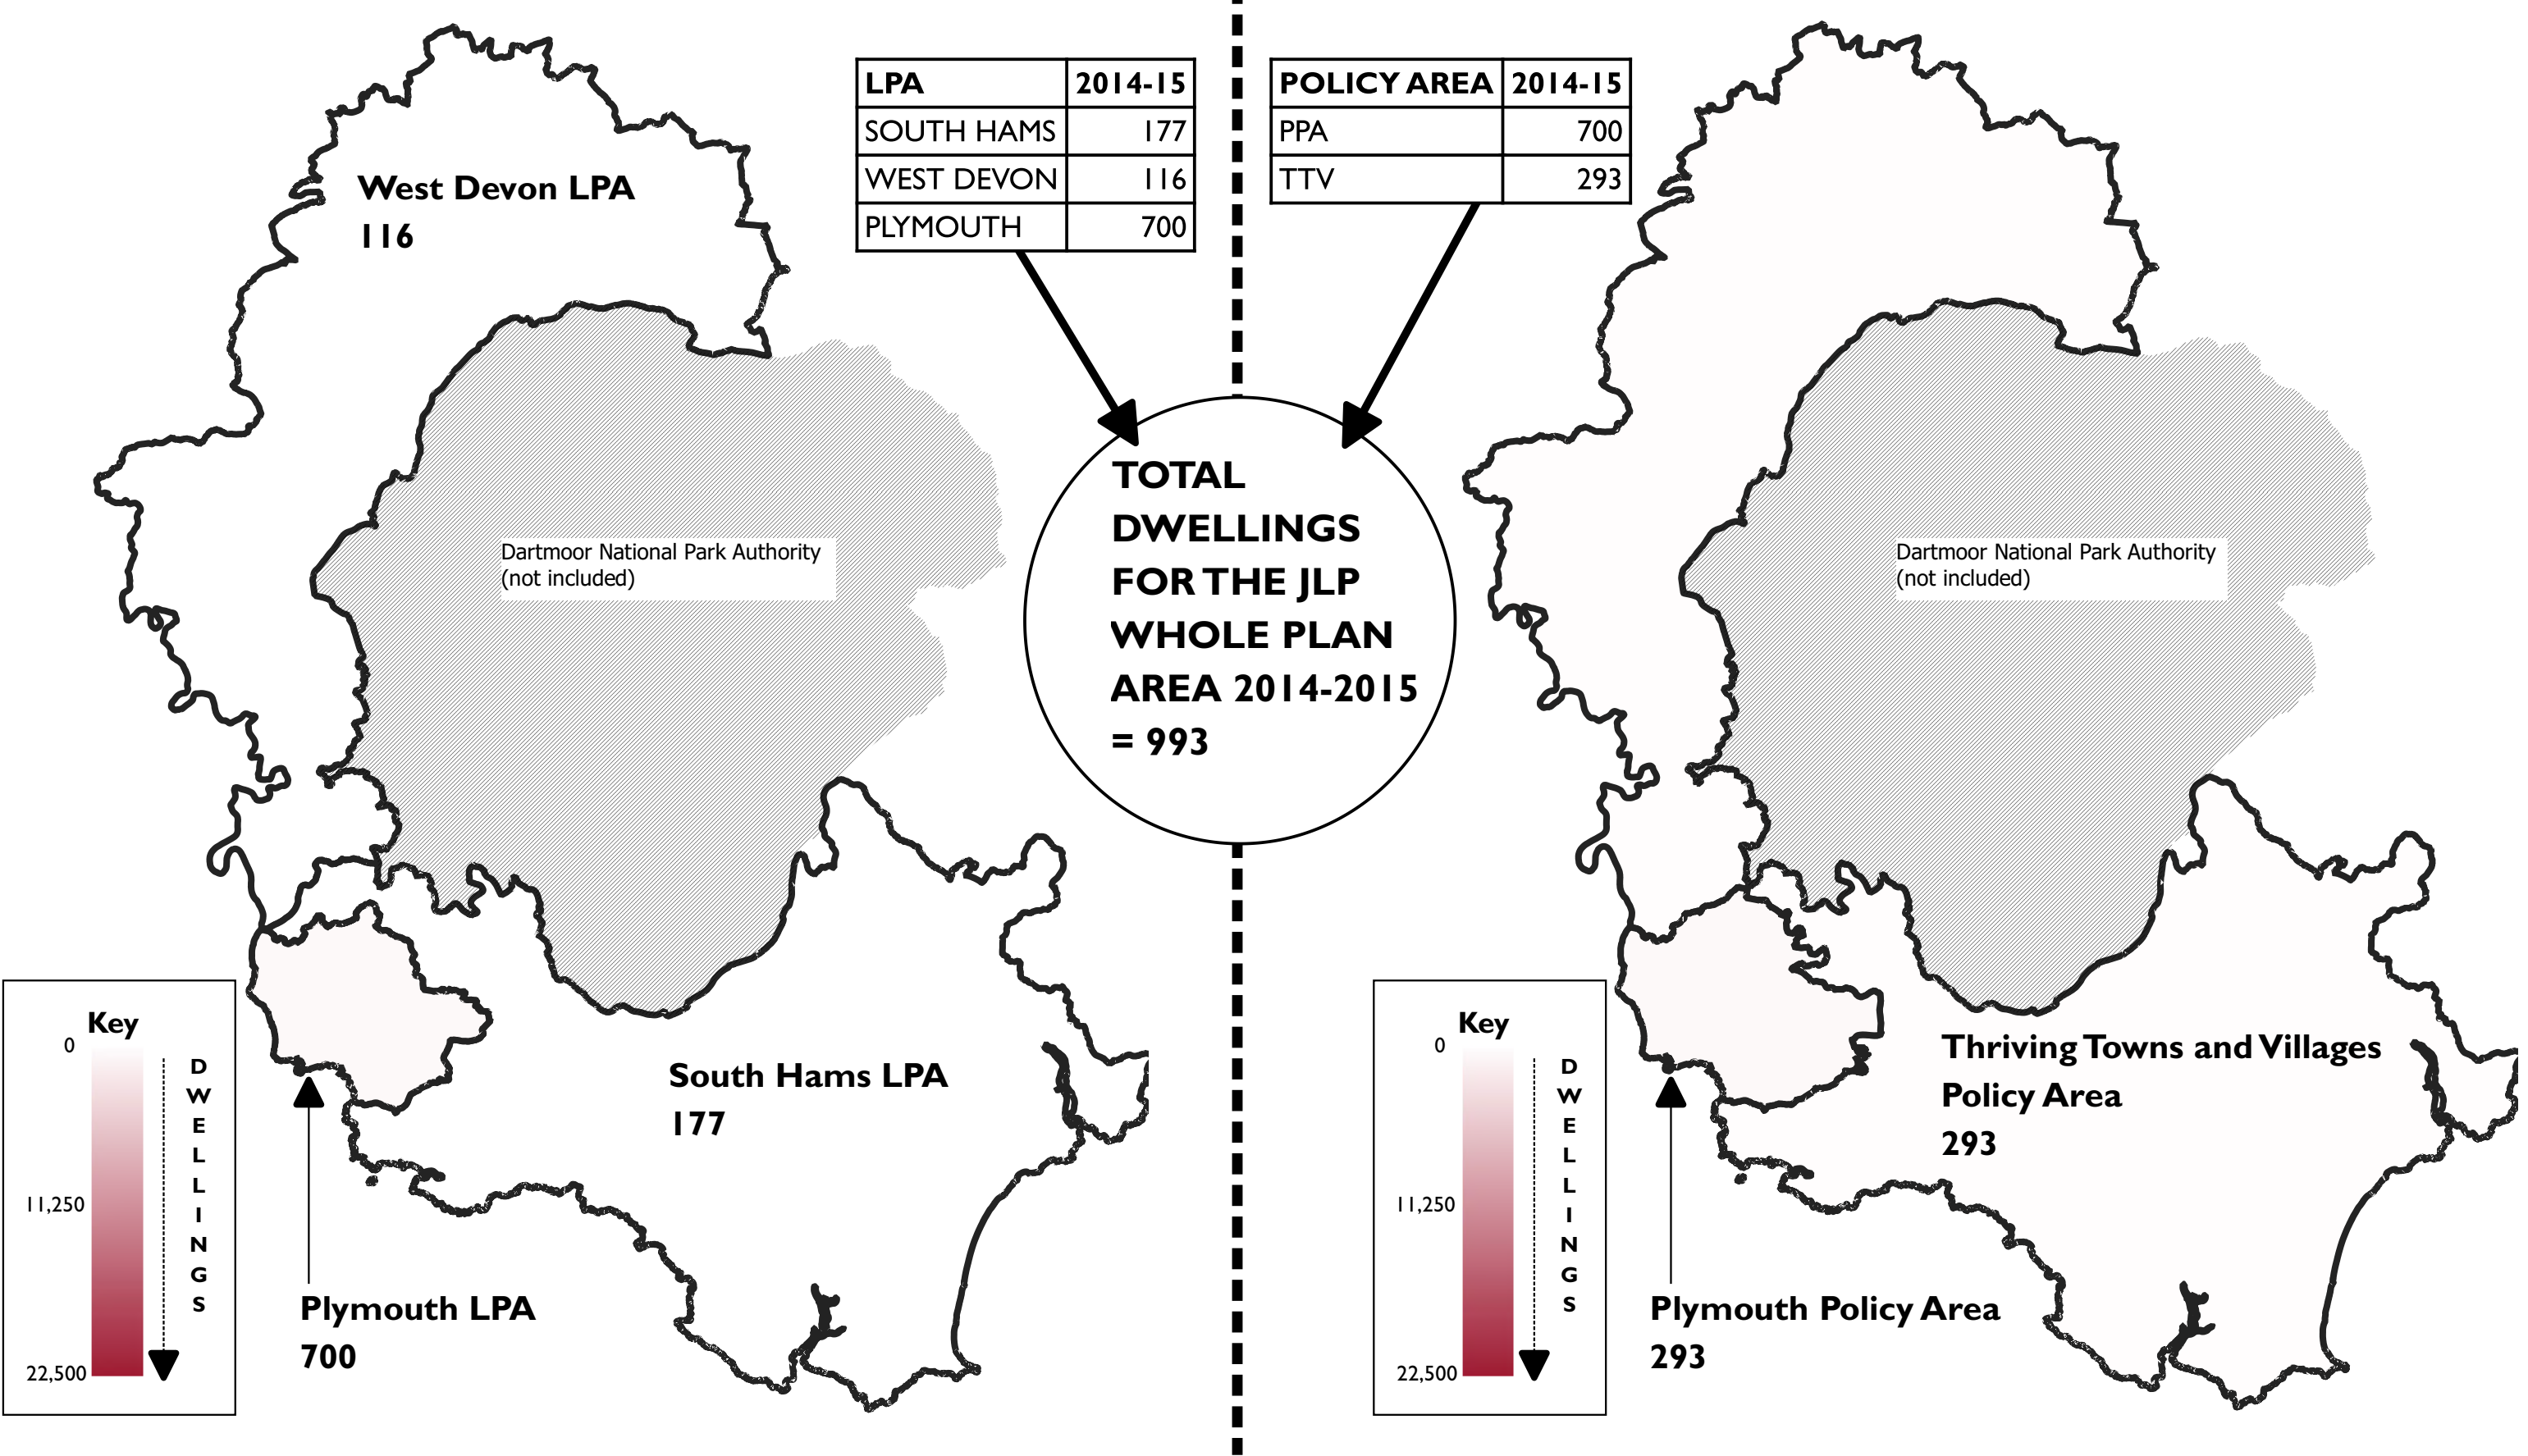 LPA 2014-15
SOUTH HAMS 177
WEST DEVON 116
PLYMOUTH 700
POLICY AREA 2014-15
PPA 700
TTV 293
West Devon LPA
116
Dartmoor National Park Authority
(not included)
TOTAL
DWELLINGS
FOR THE JLP
WHOLE PLAN
AREA 2014-2015
= 993
Dartmoor National Park Authority
(not included)
South Hams LPA
177
Plymouth LPA
700
Key
0
11,250
22,500
DWELLINGS
Thriving Towns and Villages
Policy Area
293
Plymouth Policy Area
293
Key
0
11,250
22,500
DWELLINGS